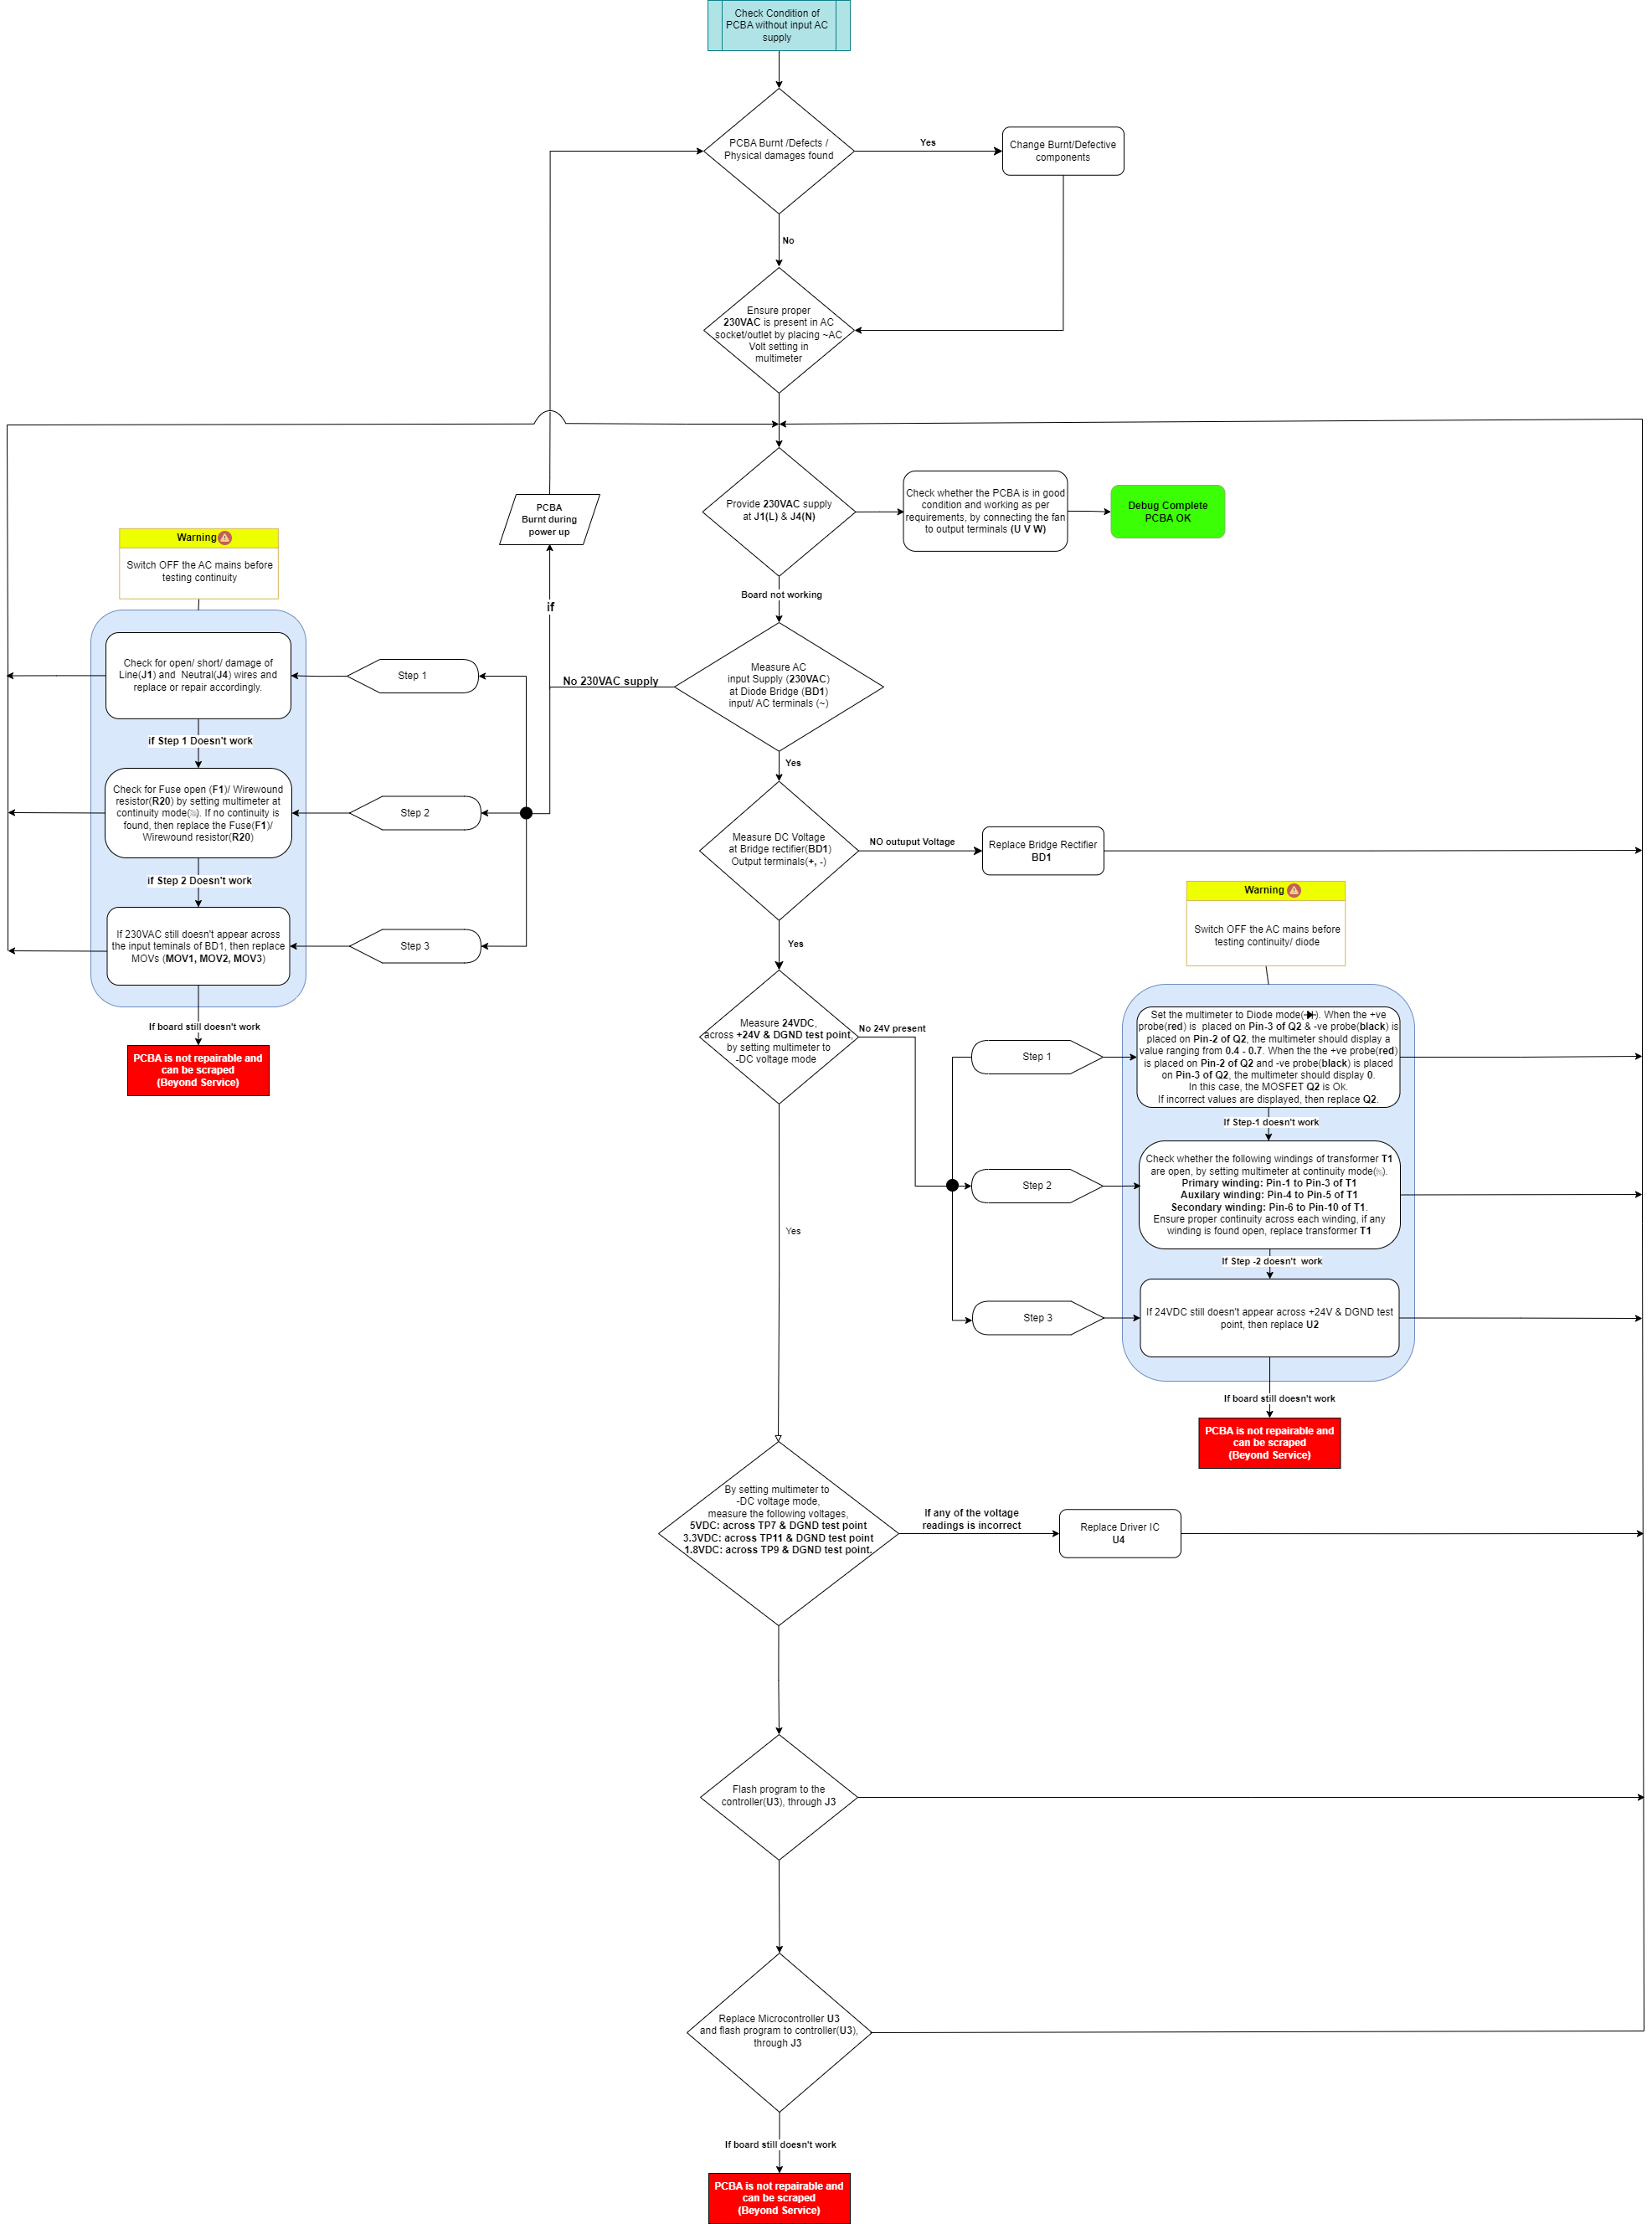 Check Condition of
PCBA without input AC
supply
PCBA Burnt /Defects /
Physical damages found
Yes
Change Burnt/Defective
components
No
Ensure proper
230VAC is present in AC
socket/outlet by placing ~AC
Volt setting in
multimeter
Provide 230VAC supply
at J1(L) & J4(N)
Check whether the PCBA is in good
condition and working as per
requirements, by connecting the fan
to output terminals (U V W)
Debug Complete
PCBA OK
PCBA
Burnt during
power up
if
Board not working
Measure AC
input Supply (230VAC)
at Diode Bridge (BD1)
input/ AC terminals (~)
No 230VAC supply
Warning
Switch OFF the AC mains before
testing continuity
Check for open/ short/ damage of
Line(J1) and Neutral(J4) wires and
replace or repair accordingly.
Step 1
if Step 1 Doesn't work
Check for Fuse open (F1)/ Wirewound
resistor(R20) by setting multimeter at
continuity mode( ). If no continuity is
found, then replace the Fuse(F1)/
Wirewound resistor(R20)
Step 2
if Step 2 Doesn't work
If 230VAC still doesn't appear across
the input teminals of BD1, then replace
MOVs (MOV1, MOV2, MOV3)
Step 3
If board still doesn't work
PCBA is not repairable and
can be scraped
(Beyond Service)
Yes
Measure DC Voltage
at Bridge rectifier(BD1)
Output terminals(+, -)
NO outuput Voltage
Replace Bridge Rectifier
BD1
Yes
Measure 24VDC,
across +24V & DGND test point,
by setting multimeter to
-DC voltage mode
No 24V present
Warning
Switch OFF the AC mains before
testing continuity/ diode
Step 1
Set the multimeter to Diode mode( ). When the +ve
probe(red) is placed on Pin-3 of Q2 & -ve probe(black) is
placed on Pin-2 of Q2, the multimeter should display a
value ranging from 0.4 - 0.7. When the the +ve probe(red)
is placed on Pin-2 of Q2 and -ve probe(black) is placed
on Pin-3 of Q2, the multimeter should display 0.
In this case, the MOSFET Q2 is Ok.
If incorrect values are displayed, then replace Q2.
If Step-1 doesn't work
Step 2
Check whether the following windings of transformer T1
are open, by setting multimeter at continuity mode( ).
Primary winding: Pin-1 to Pin-3 of T1
Auxilary winding: Pin-4 to Pin-5 of T1
Secondary winding: Pin-6 to Pin-10 of T1.
Ensure proper continuity across each winding, if any
winding is found open, replace transformer T1
If Step -2 doesn't work
Step 3
If 24VDC still doesn't appear across +24V & DGND test
point, then replace U2
If board still doesn't work
PCBA is not repairable and
can be scraped
(Beyond Service)
Yes
By setting multimeter to
-DC voltage mode,
measure the following voltages,
5VDC: across TP7 & DGND test point
3.3VDC: across TP11 & DGND test point
1.8VDC: across TP9 & DGND test point.
If any of the voltage
readings is incorrect
Replace Driver IC
U4
Flash program to the
controller(U3), through J3
Replace Microcontroller U3
and flash program to controller(U3),
through J3
If board still doesn't work
PCBA is not repairable and
can be scraped
(Beyond Service)